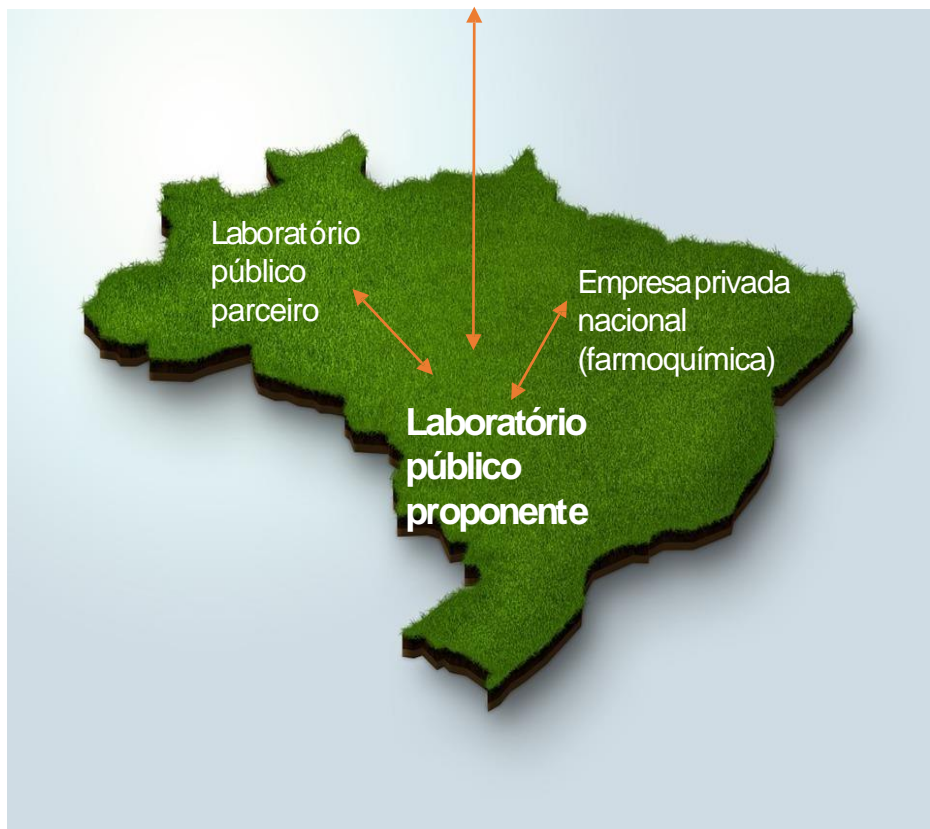 Laboratório
público
parceiro
Empresa privada
nacional
(farmoquímica)
Laboratório
público
proponente